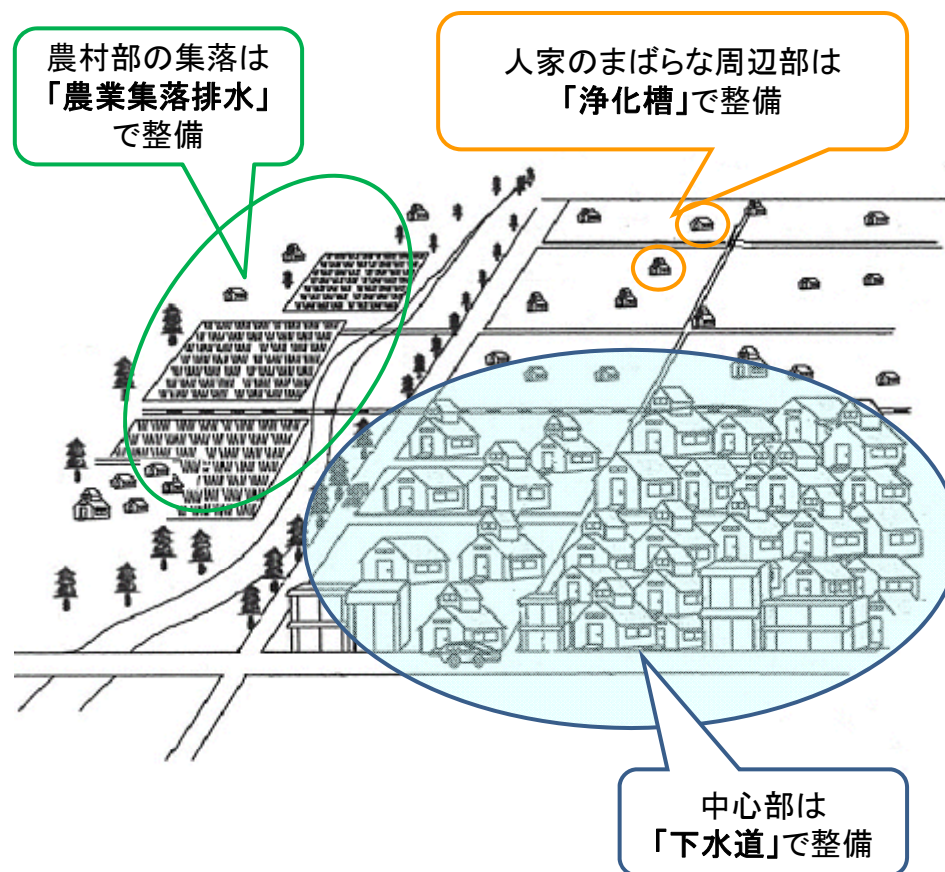 農村部の集落は
「農業集落排水」
で整備
人家のまばらな周辺部は
「浄化槽」で整備
中心部は
「下水道」で整備